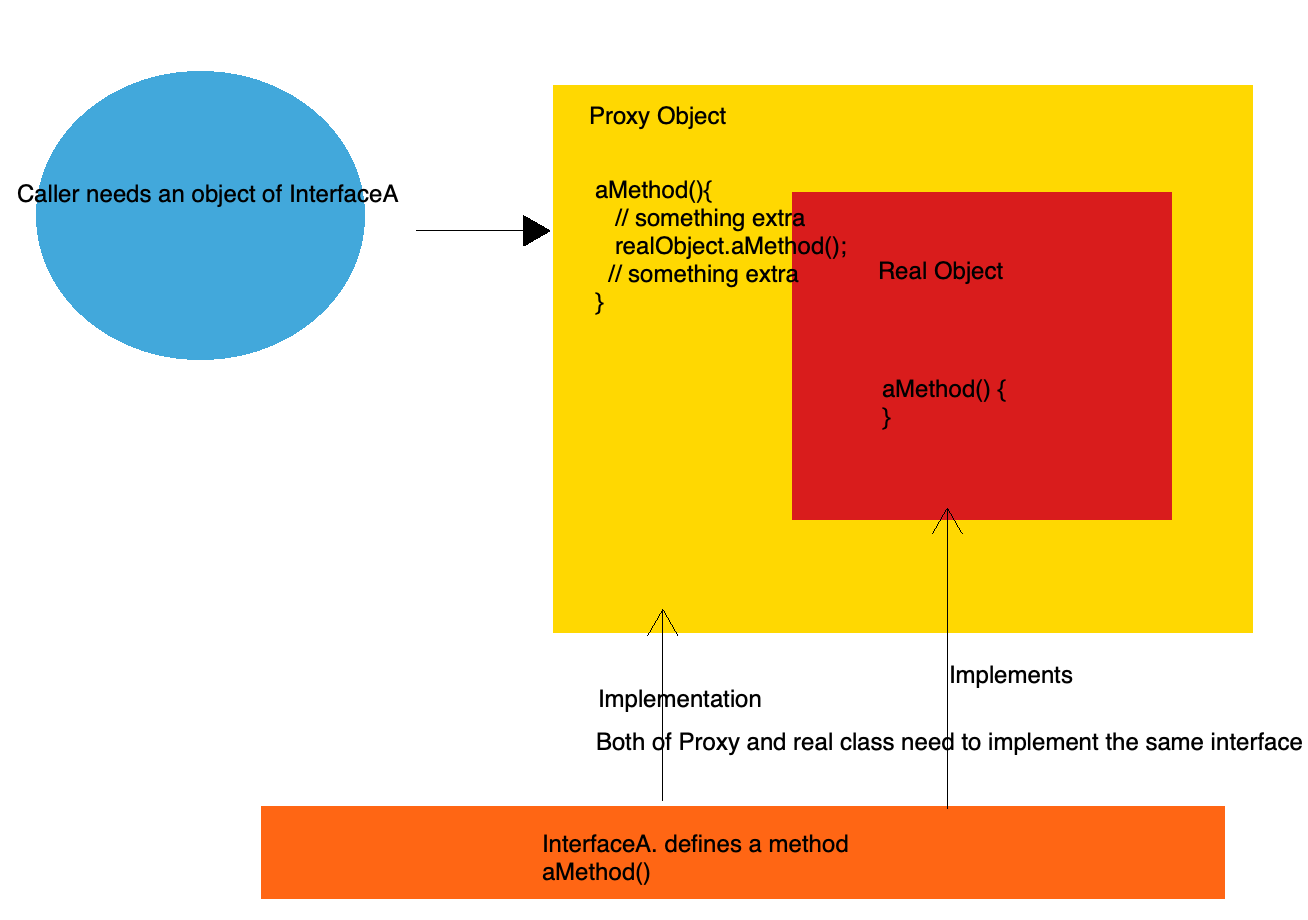 Proxy Object
Caller needs an object of InterfaceA
aMethod(){
// something extra
realObject.aMethod();
// something extra
}
Real Object
aMethod() {
}
Implements
Implementation
Both of Proxy and real class need to implement the same interface
InterfaceA. defines a method
aMethod()